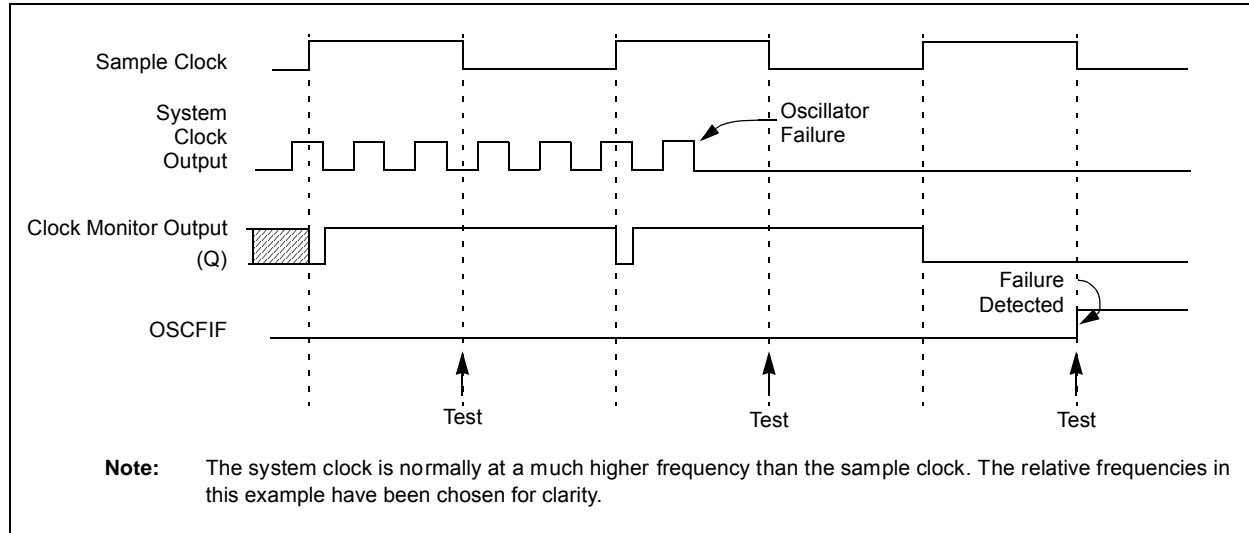 Sample Clock
System
Clock
Output
Oscillator
Failure
Clock Monitor Output
(Q)
Failure
Detected
OSCFIF
Test
Test
Test
Note: The system clock is normally at a much higher frequency than the sample clock. The relative frequencies in
this example have been chosen for clarity.